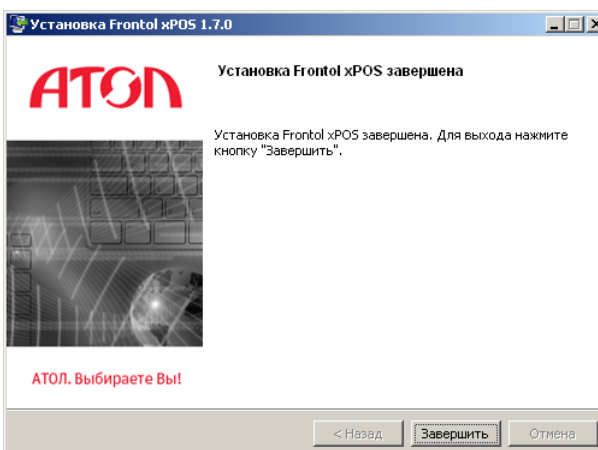 Установка Frontol xPOS 1.7.0
АТОЛ
Установка Frontol xPOS завершена
Установка Frontol xPOS завершена. Для выхода нажмите
кнопку "Завершить".
АТОЛ. Выбираете Вы!
< Назад
Завершить
Отмена